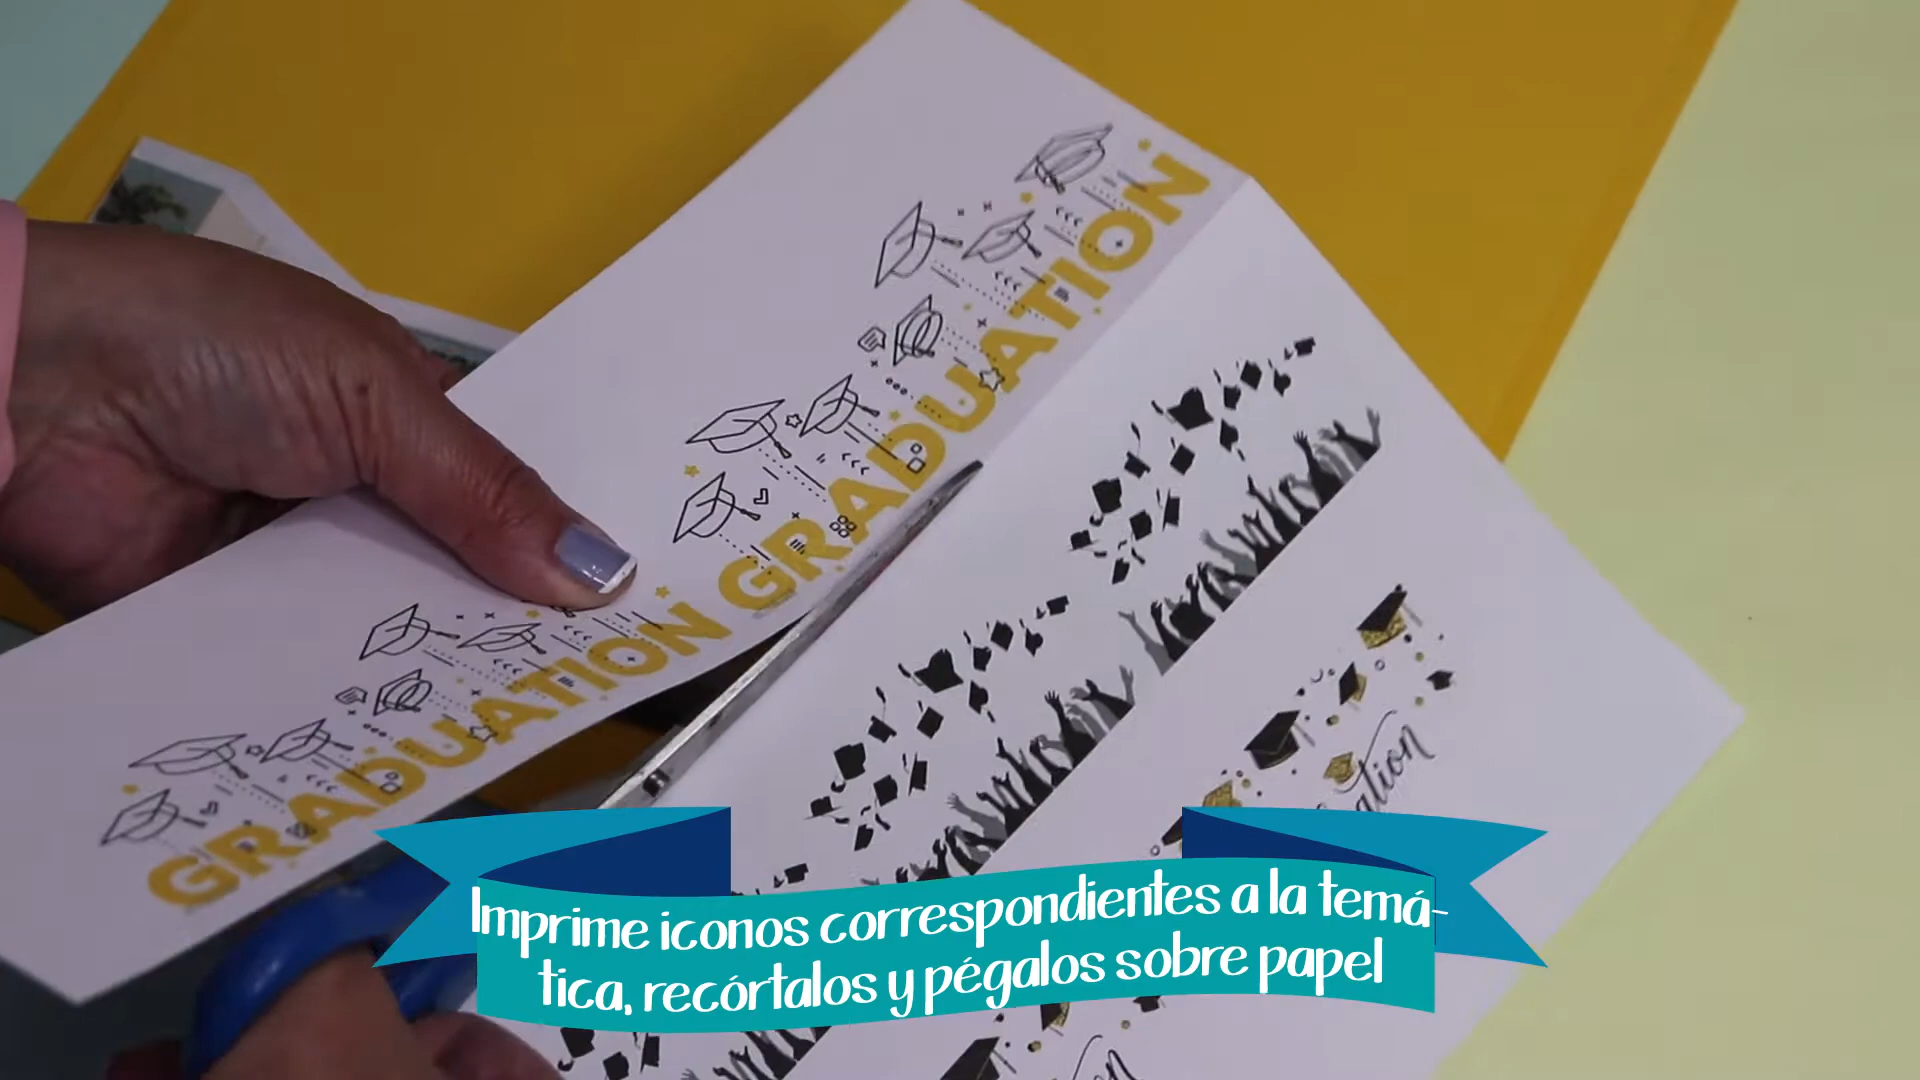 GRADUATION
GRADUATION
Imprime iconos correspondientes a la temá-
tica, recórtalos y pégalos sobre papel